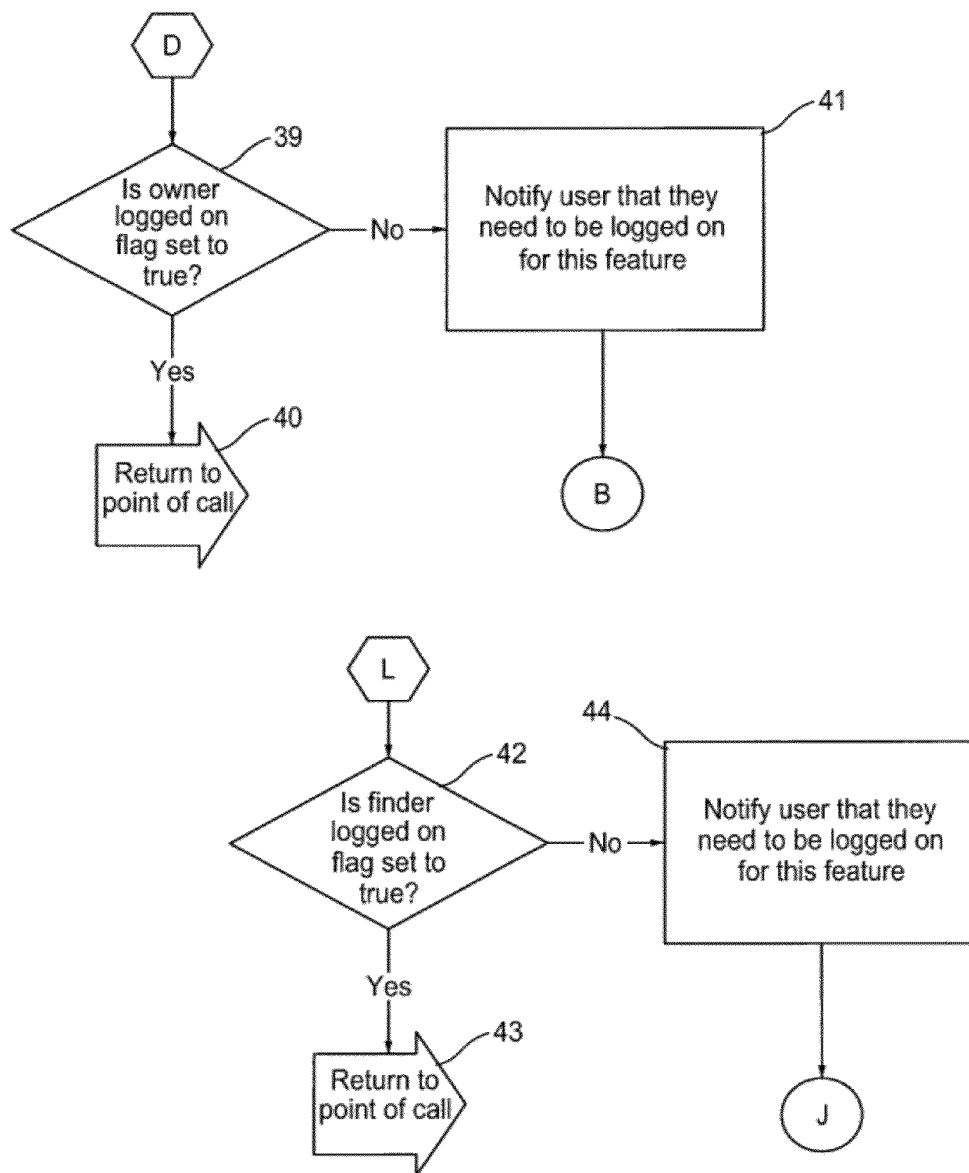 D
39
Is owner
logged on
flag set to
true?
No
41
Notify user that they
need to be logged on
for this feature
Yes
40
Return to
point of call
B
L
42
Is finder
logged on
flag set to
true?
No
44
Notify user that they
need to be logged on
for this feature
Yes
43
Return to
point of call
J